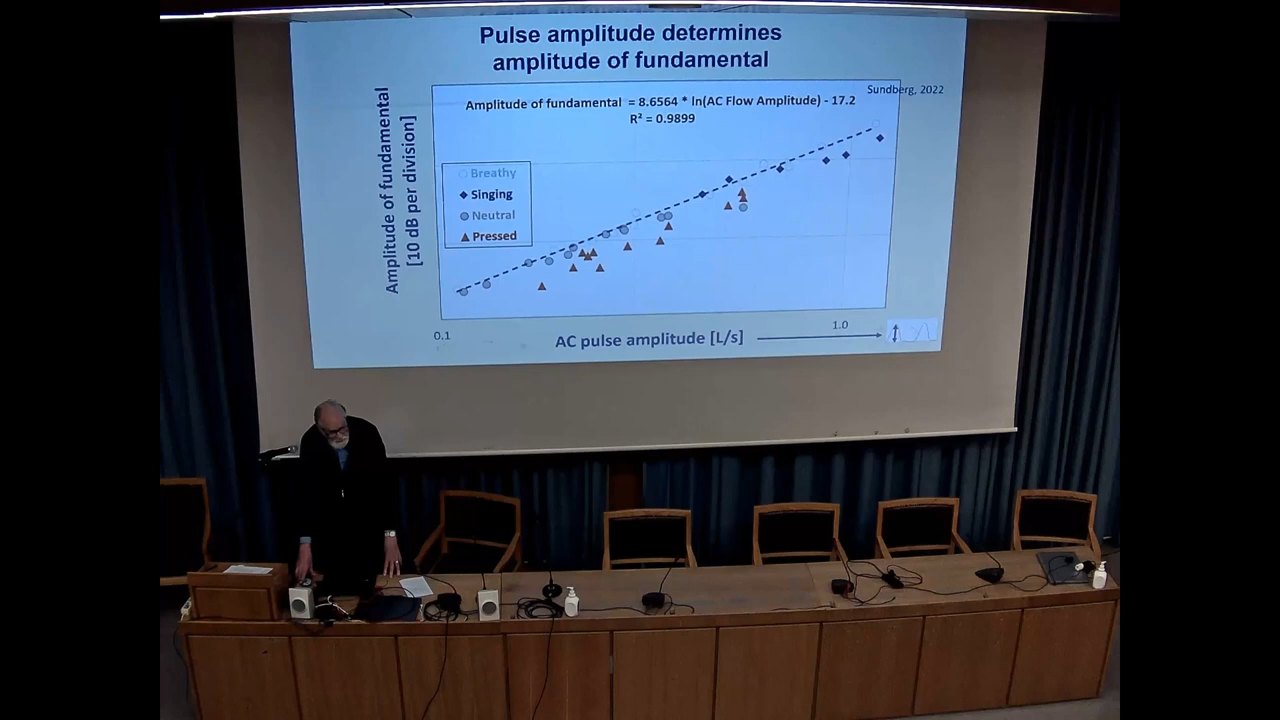 Pulse amplitude determines
amplitude of fundamental
Sundberg, 2022
Amplitude of fundamental = 8.6564 * ln(AC Flow Amplitude) - 17.2
R² = 0.9899
Amplitude of fundamental
[10 dB per division]
Breathy
Singing
Neutral
Pressed
0.1
1.0
AC pulse amplitude [L/s]